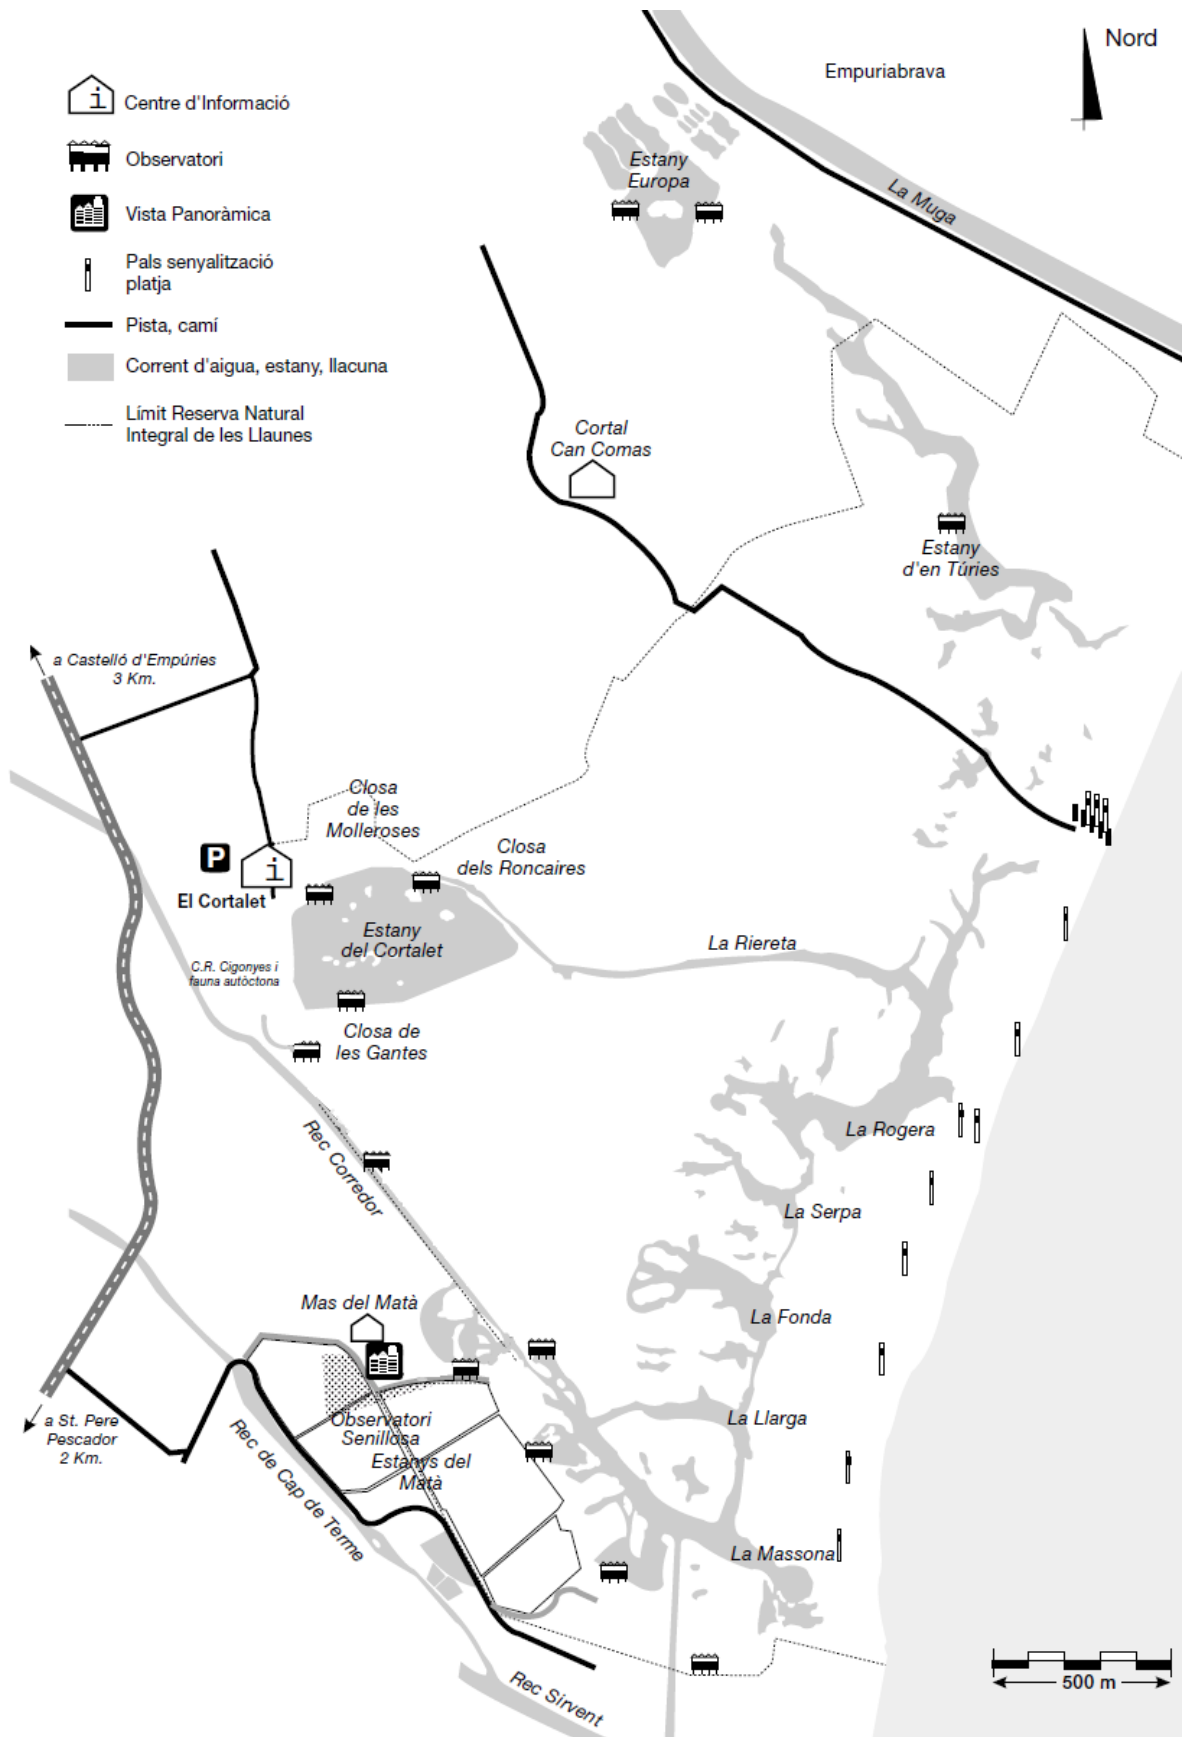 Nord
Empuriabrava
i
Centre d'Informació
Observatori
Vista Panoràmica
Pals senyalització
platja
Pista, camí
Corrent d'aigua, estany, llacuna
Límit Reserva Natural
Integral de les Llaunes
Estany
Europa
La Muga
Cortal
Can Comas
Estany
d'en Túries
a Castelló d'Empúries
3 Km.
Closa
de les
Molleroses
Closa
dels Roncaires
P
i
El Cortalet
Estany
del Cortalet
La Riereta
C.R. Cigonyes i
fauna autòctona
Closa de
les Gantes
Rec Corredor
La Rogera
La Serpa
Mas del Matà
La Fonda
a St. Pere
Pescador
2 Km.
Observatori
Senillosa
La Llarga
Estanys del
Matà
Rec de Cap de Terme
La Massona
Rec Sirvent
500 m